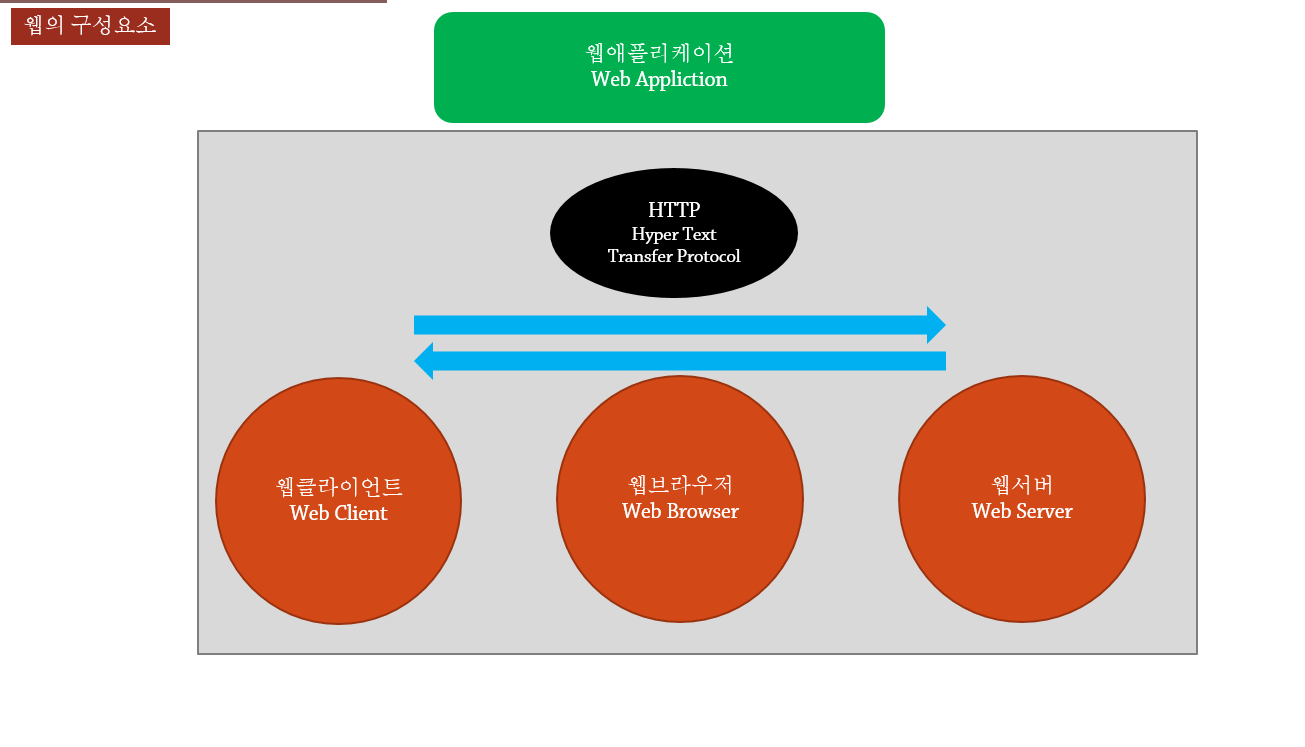 웹의 구성요소
웹애플리케이션
Web Appliction
HTTP
Hyper Text
Transfer Protocol
웹클라이언트
Web Client
웹브라우저
Web Browser
웹서버
Web Server